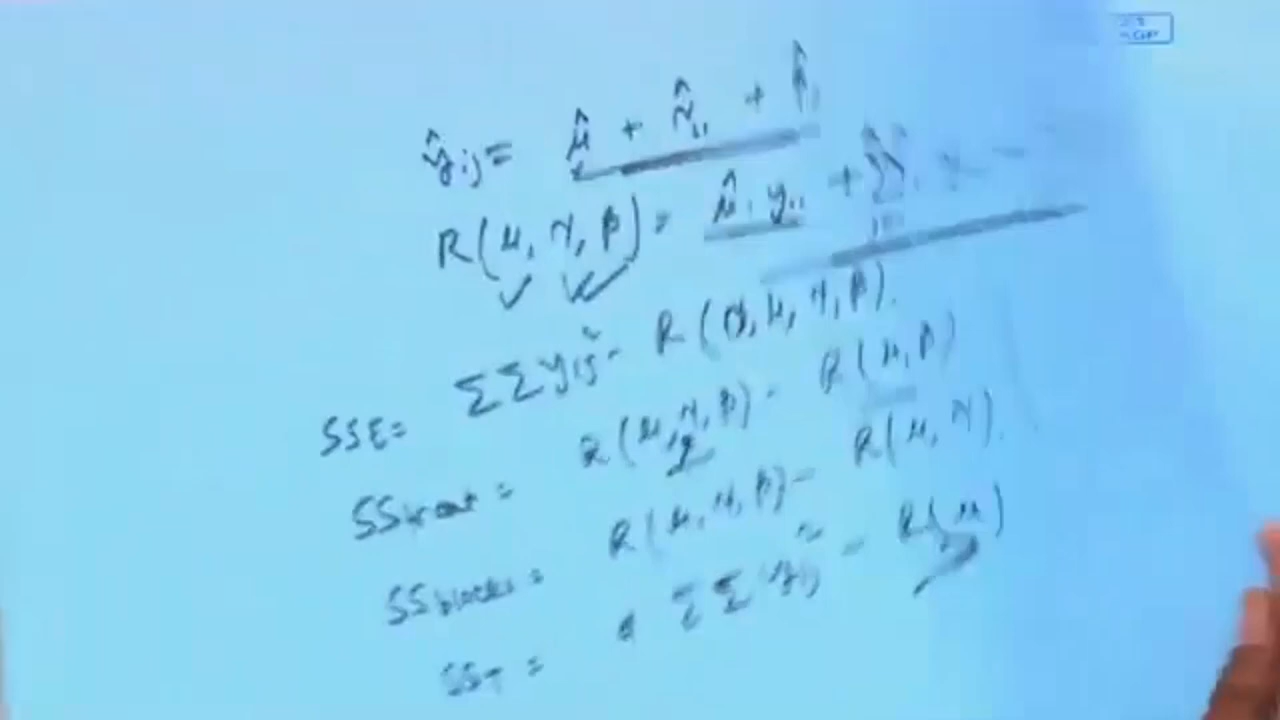 ŷij = μ̂ + τ̂i + β̂j
R(μ, τ, β) = μ̂ . y.. +
SSE = ΣΣ yij² - R(μ, τ, β).
SStreat = R(μ, τ, β) - R(μ, β)
SSblocks = R(μ, τ, β) - R(μ, τ).
SST = ΣΣ yij² - R(μ)